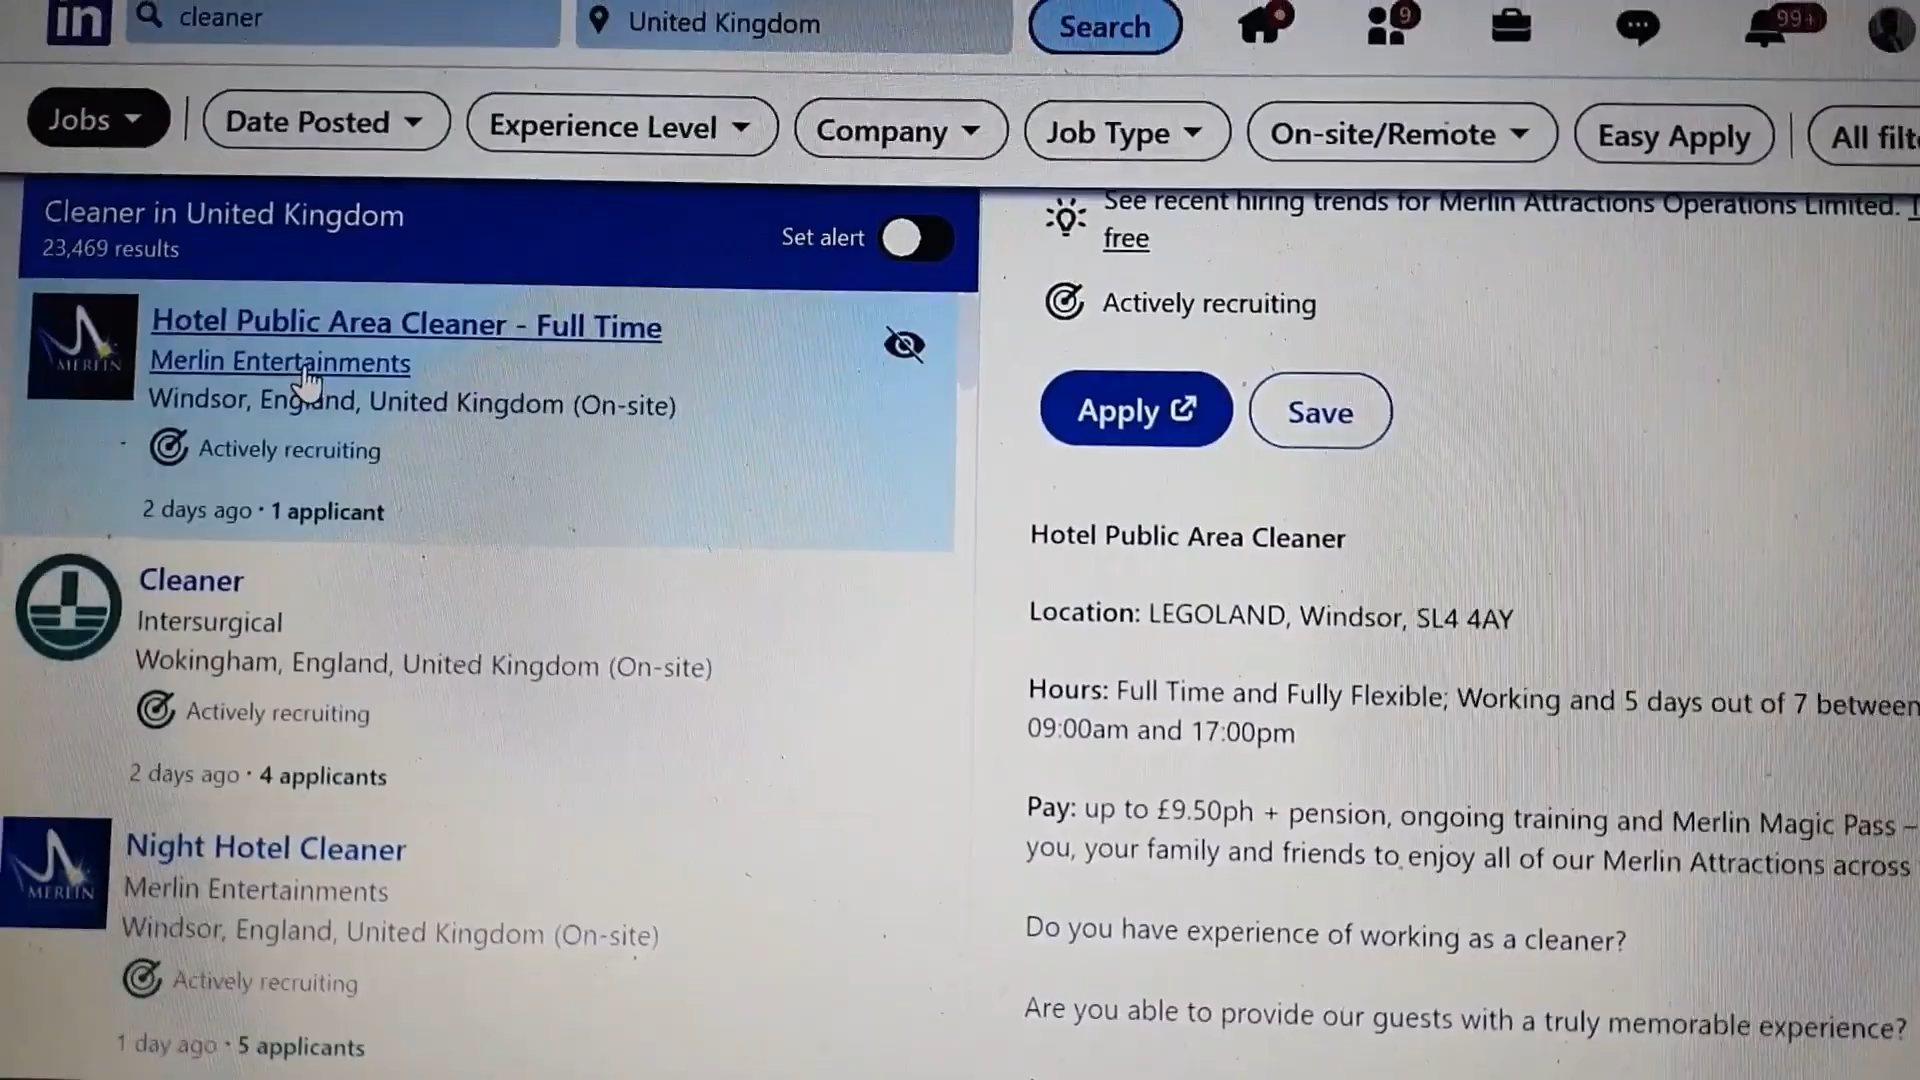 in
cleaner
United Kingdom
Search
9
99+
Jobs
Date Posted
Experience Level
Company
Job Type
On-site/Remote
Easy Apply
All
Cleaner in United Kingdom
23,469 results
Set alert
MERLIN
Hotel Public Area Cleaner - Full Time
Merlin Entertainments
Windsor, England, United Kingdom (On-site)
Actively recruiting
2 days ago · 1 applicant
Cleaner
Intersurgical
Wokingham, England, United Kingdom (On-site)
Actively recruiting
2 days ago · 4 applicants
MERLIN
Night Hotel Cleaner
Merlin Entertainments
Windsor, England, United Kingdom (On-site)
Actively recruiting
1 day ago · 5 applicants
See recent hiring trends for Merlin Attractions Operations Limited.
free
Actively recruiting
Apply
Save
Hotel Public Area Cleaner
Location: LEGOLAND, Windsor, SL4 4AY
Hours: Full Time and Fully Flexible; Working and 5 days out of 7 between
09:00am and 17:00pm
Pay: up to £9.50ph + pension, ongoing training and Merlin Magic Pass –
you, your family and friends to enjoy all of our Merlin Attractions across
Do you have experience of working as a cleaner?
Are you able to provide our guests with a truly memorable experience?